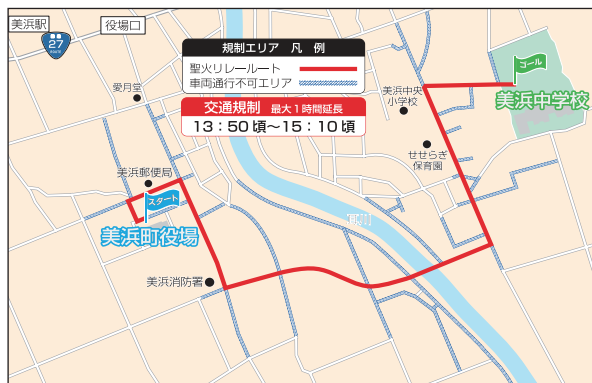 美浜駅
役場口
27
ROUTE
愛月堂
規制エリア 凡 例
聖火リレールート
車両通行不可エリア
交通規制 最大1時間延長
13:50頃〜15:10頃
ゴール
美浜中学校
美浜中央
小学校
せせらぎ
保育園
美浜郵便局
スタート
美浜町役場
美浜消防署